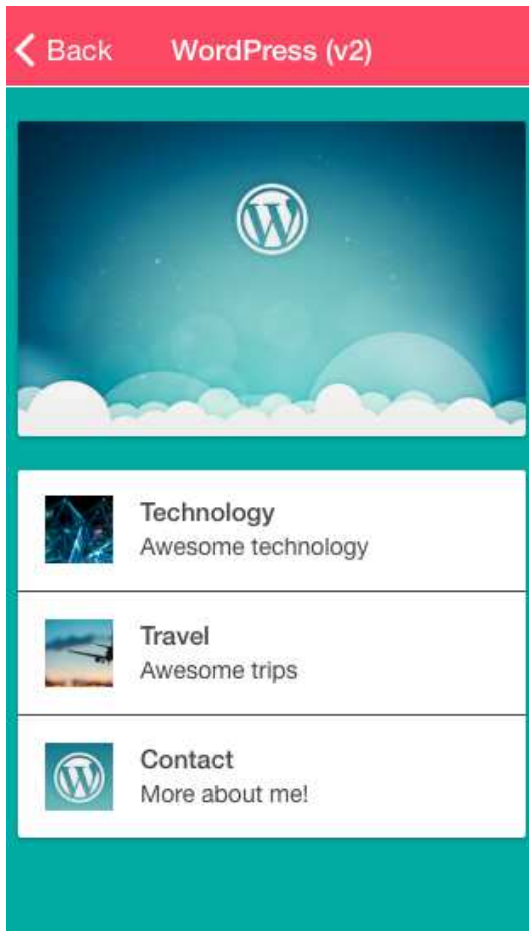 Back WordPress (v2)
Technology
Awesome technology
Travel
Awesome trips
Contact
More about me!